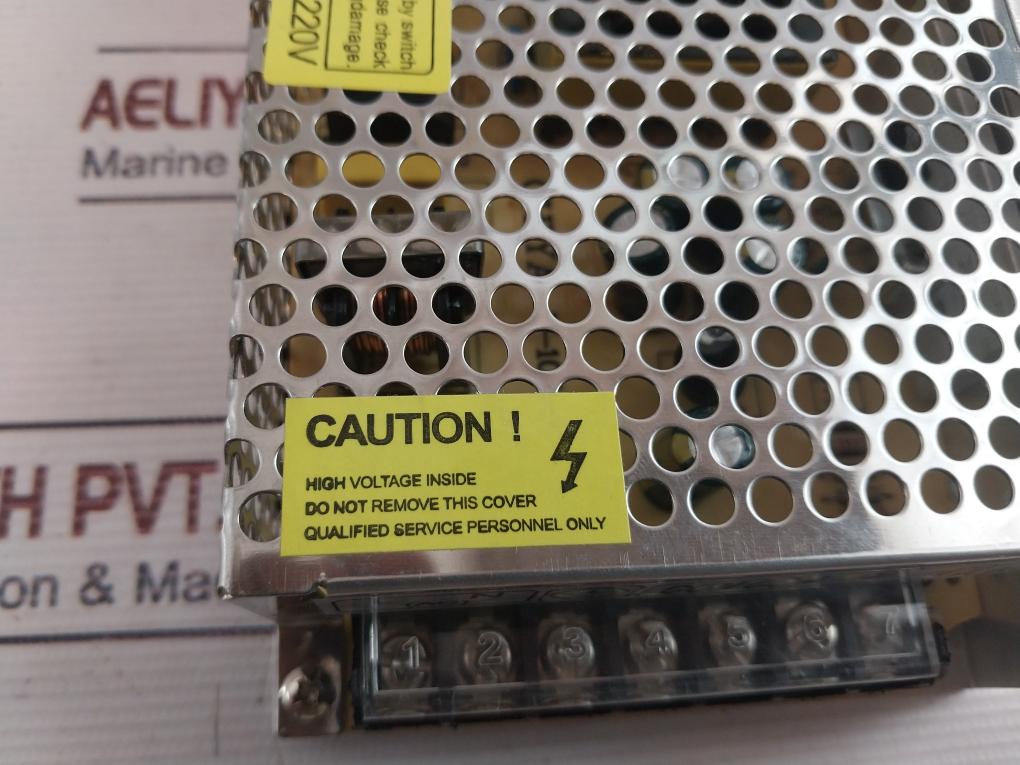 by switch
se check
damage.
220V
AELIY
Marine
-10
CAUTION !
HIGH VOLTAGE INSIDE
DO NOT REMOVE THIS COVER
QUALIFIED SERVICE PERSONNEL ONLY
H PVT.
on & Ma
1 2 3 4 5 6 7